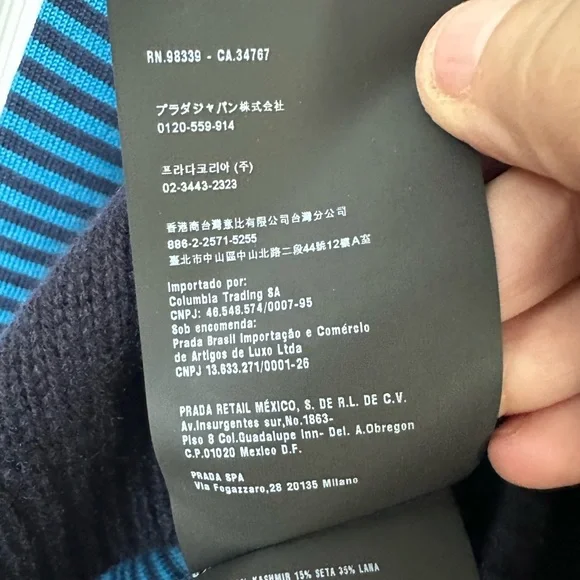 RN.98339 - CA.34767
プラダジャパン株式会社
0120-559-914
프라다코리아 (주)
02-3443-2323
香港商台灣意比有限公司台灣分公司
886-2-2571-5255
臺北市中山區中山北路二段44號12樓A室
Importado por:
Columbia Trading SA
CNPJ: 46.548.574/0007-95
Sob encomenda:
Prada Brasil Importação e Comércio
de Artigos de Luxo Ltda
CNPJ 13.633.271/0001-26
PRADA RETAIL MÉXICO, S. DE R.L. DE C.V.
Av.Insurgentes sur,No.1863-
Piso 8 Col.Guadalupe Inn- Del. A.Obregon
C.P.01020 Mexico D.F.
PRADA SPA
Via Fogazzaro,28 20135 Milano
KASHMIR 15% SETA 35% LANA